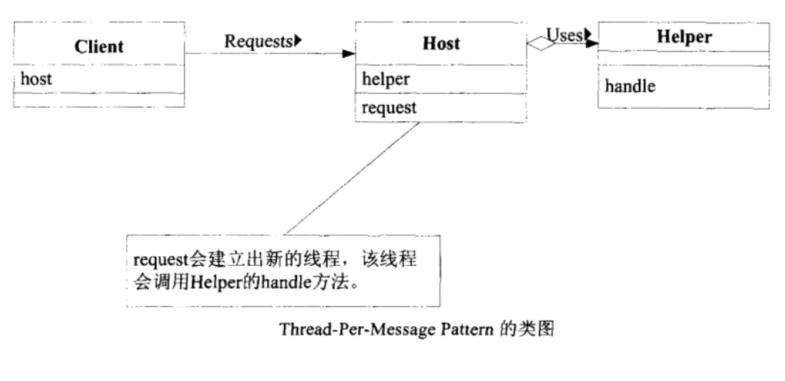 Client
Requests
Host
Uses
Helper
host
helper
request
handle
request会建立出新的线程，该线程
会调用Helper的handle方法。
Thread-Per-Message Pattern 的类图